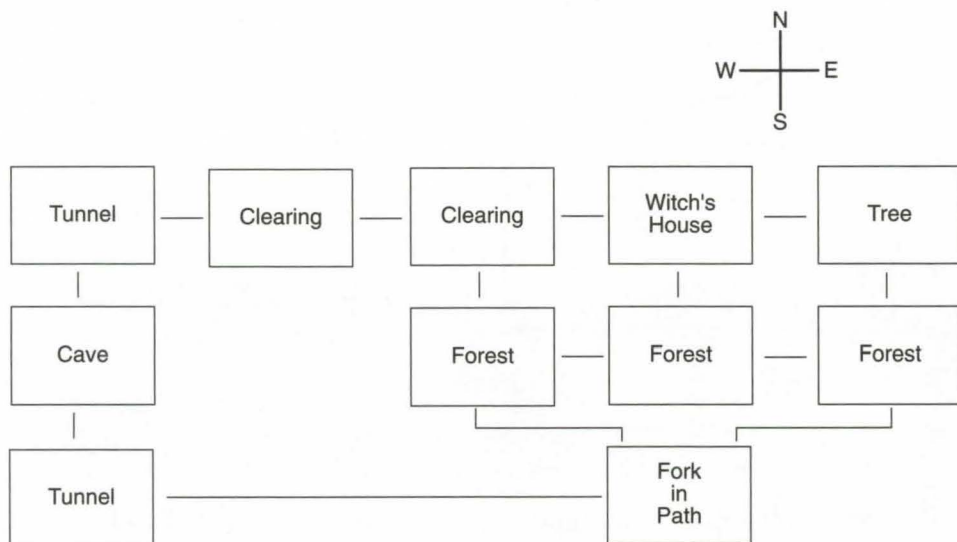 N
W E
S
Tunnel
Clearing
Clearing
Witch's
House
Tree
Cave
Forest
Forest
Forest
Tunnel
Fork
in
Path